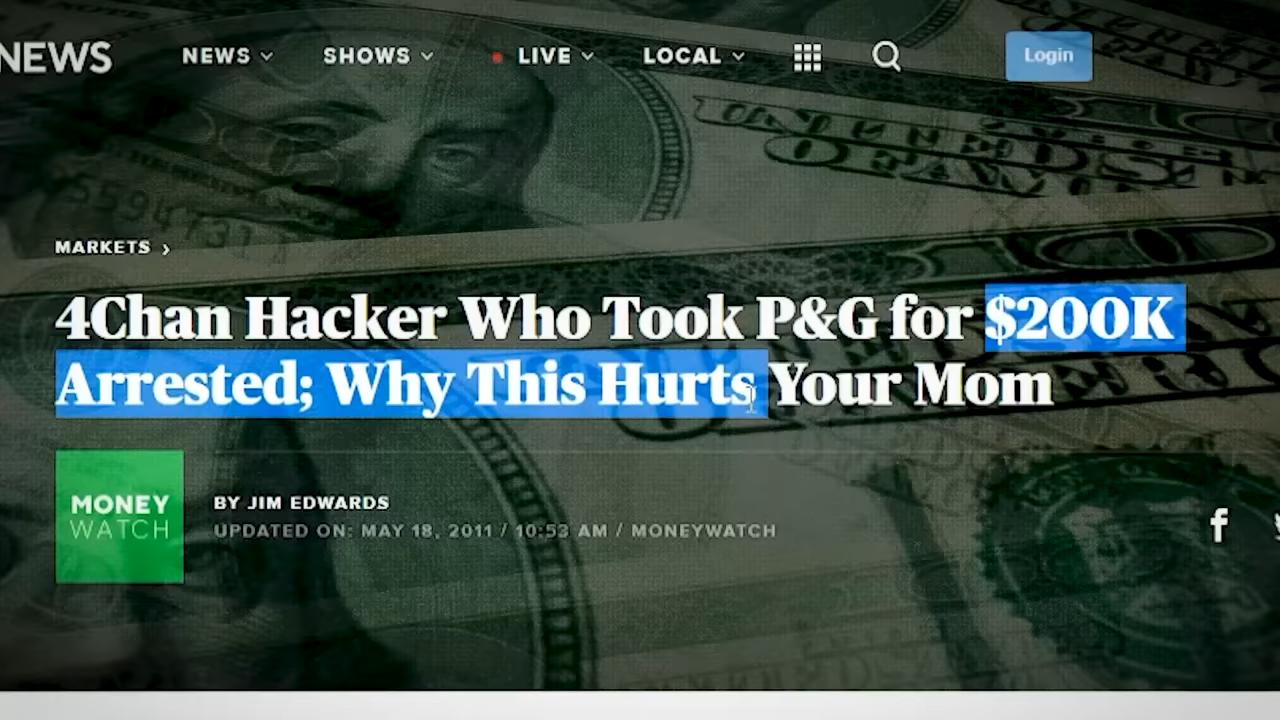 NEWS
NEWS SHOWS LIVE LOCAL Login
MARKETS
4Chan Hacker Who Took P&G for $200K
Arrested; Why This Hurts Your Mom
MONEY
WATCH
BY JIM EDWARDS
UPDATED ON: MAY 18, 2011 / 10:53 AM / MONEYWATCH
f